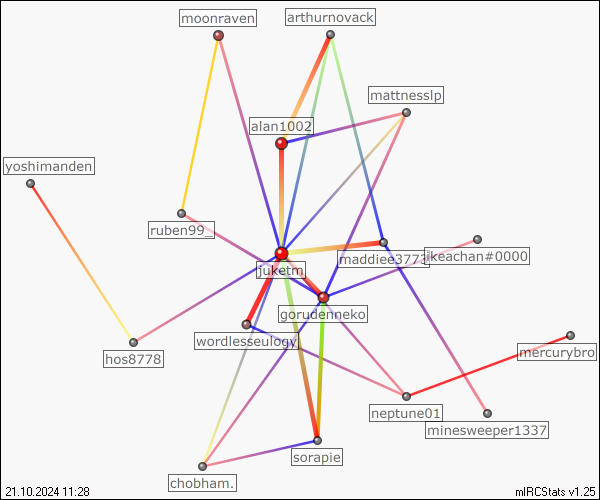 moonraven
arthurnovack
mattnesslp
alan1002
yoshimanden
ruben99_
maddiee3773
ikeachan#0000
juketm
gorudenneko
wordlesseulogy
hos8778
mercurybro
neptune01
minesweeper1337
sorapie
chobham.
21.10.2024 11:28
mIRCStats v1.25